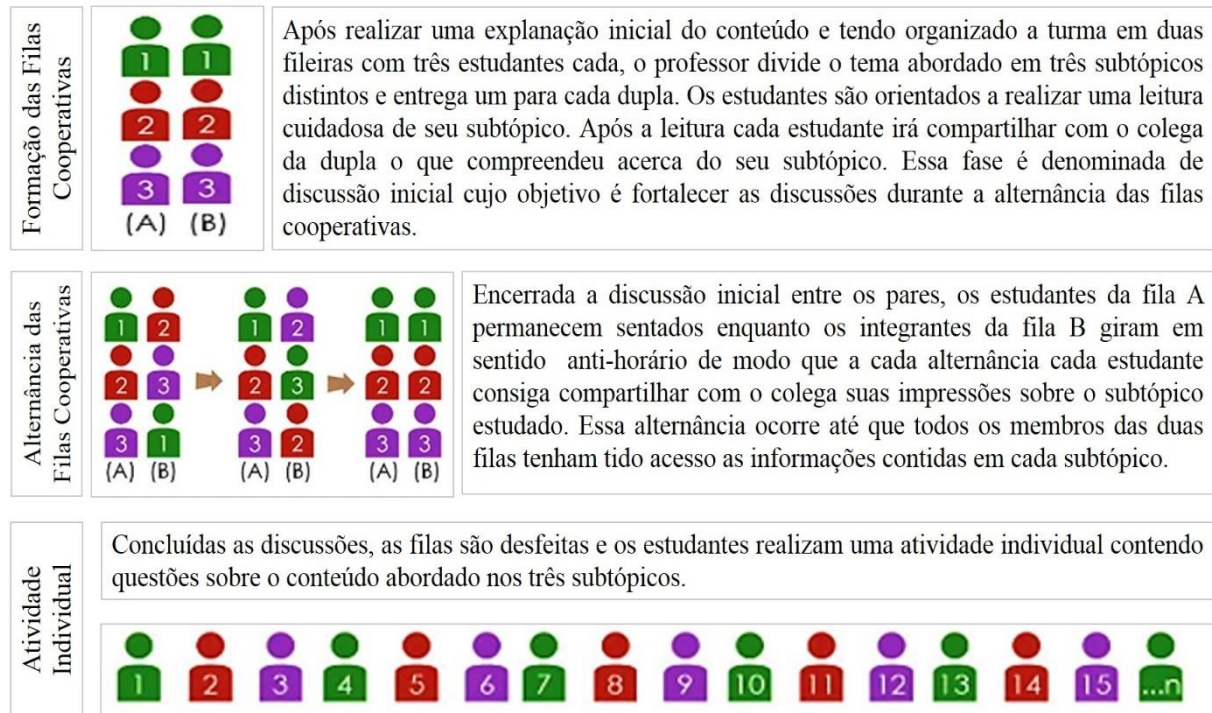 Formação das Filas
Cooperativas
1 1
2 2
3 3
(A) (B)
Após realizar uma explanação inicial do conteúdo e tendo organizado a turma em duas
fileiras com três estudantes cada, o professor divide o tema abordado em três subtópicos
distintos e entrega um para cada dupla. Os estudantes são orientados a realizar uma leitura
cuidadosa de seu subtópico. Após a leitura cada estudante irá compartilhar com o colega
da dupla o que compreendeu acerca do seu subtópico. Essa fase é denominada de
discussão inicial cujo objetivo é fortalecer as discussões durante a alternância das filas
cooperativas.
Alternância das
Filas Cooperativas
1 2 1 2 1 1
2 3 2 3 2 2
3 1 3 2 3 3
(A) (B) (A) (B) (A) (B)
Encerrada a discussão inicial entre os pares, os estudantes da fila A
permanecem sentados enquanto os integrantes da fila B giram em
sentido anti-horário de modo que a cada alternância cada estudante
consiga compartilhar com o colega suas impressões sobre o subtópico
estudado. Essa alternância ocorre até que todos os membros das duas
filas tenham tido acesso as informações contidas em cada subtópico.
Atividade
Individual
Concluídas as discussões, as filas são desfeitas e os estudantes realizam uma atividade individual contendo
questões sobre o conteúdo abordado nos três subtópicos.
1 2 3 4 5 6 7 8 9 10 11 12 13 14 15 ...n